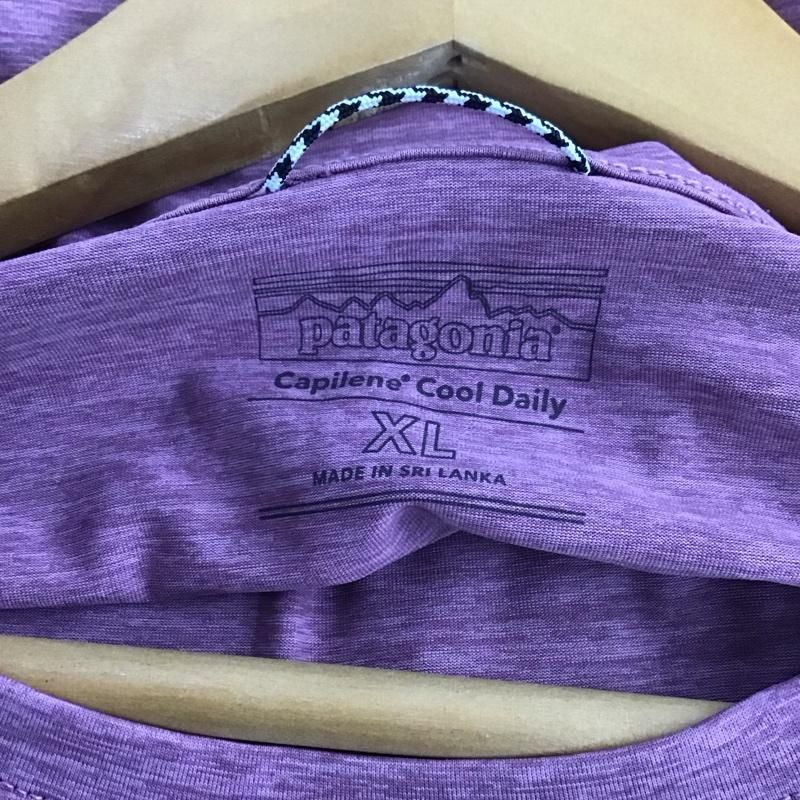 patagonia®
Capilene® Cool Daily
XL
MADE IN SRI LANKA